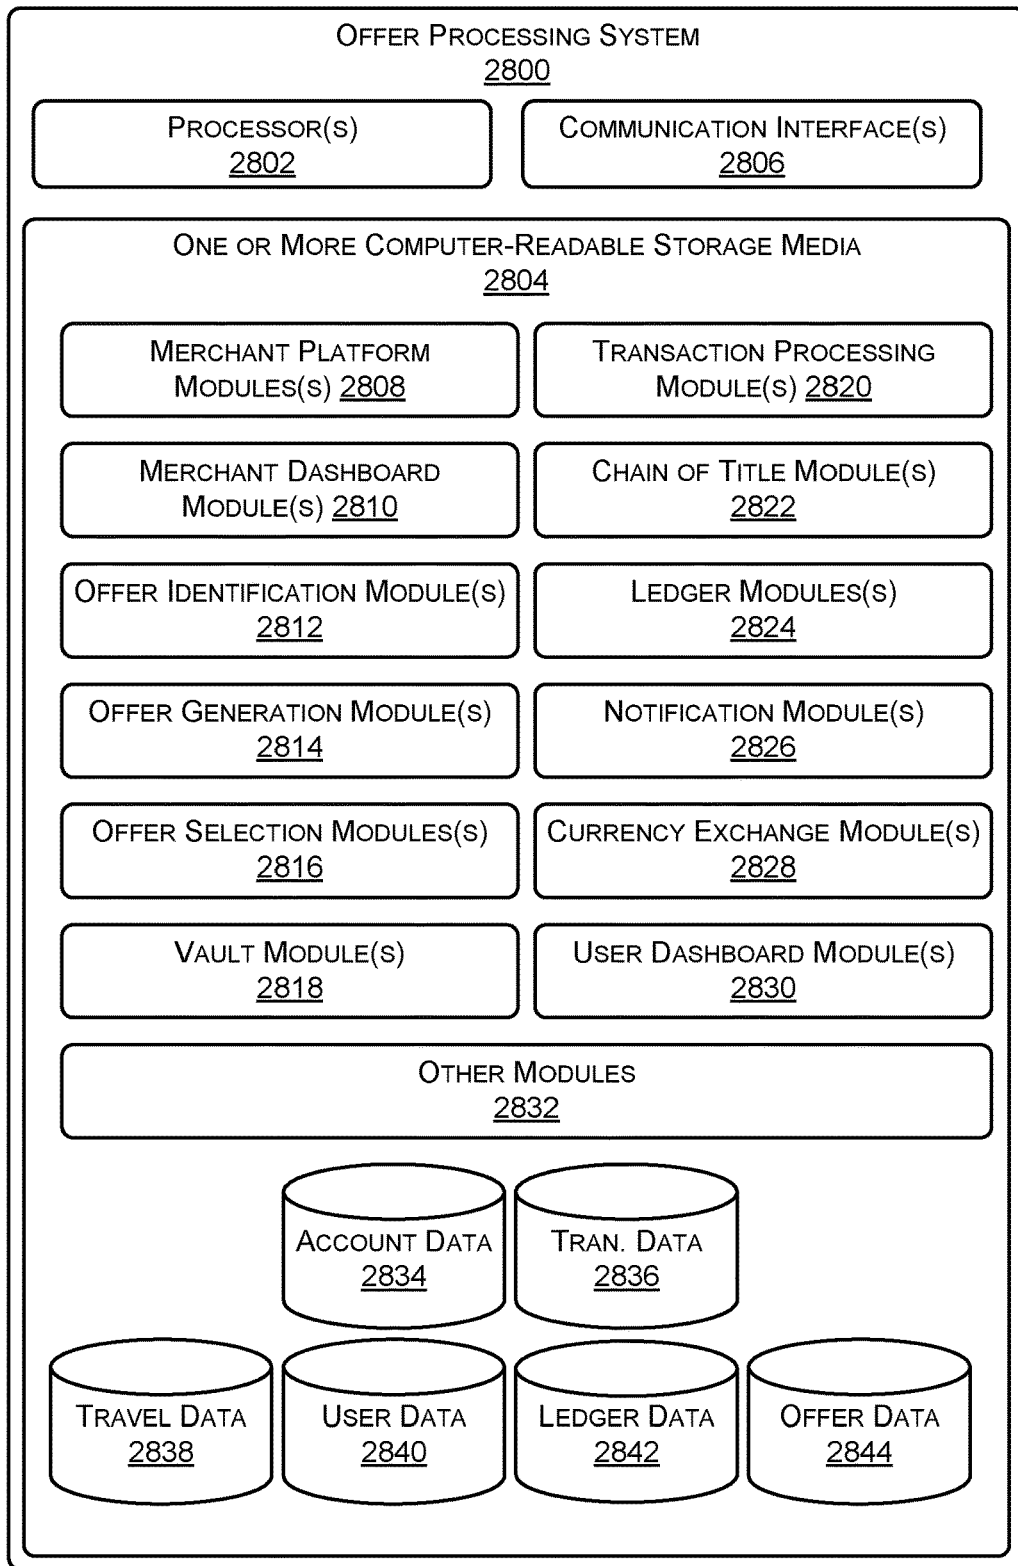 OFFER PROCESSING SYSTEM
2800
PROCESSOR(S)
2802
COMMUNICATION INTERFACE(S)
2806
ONE OR MORE COMPUTER-READABLE STORAGE MEDIA
2804
MERCHANT PLATFORM
MODULES(S) 2808
TRANSACTION PROCESSING
MODULE(S) 2820
MERCHANT DASHBOARD
MODULE(S) 2810
CHAIN OF TITLE MODULE(S)
2822
OFFER IDENTIFICATION MODULE(S)
2812
LEDGER MODULES(S)
2824
OFFER GENERATION MODULE(S)
2814
NOTIFICATION MODULE(S)
2826
OFFER SELECTION MODULES(S)
2816
CURRENCY EXCHANGE MODULE(S)
2828
VAULT MODULE(S)
2818
USER DASHBOARD MODULE(S)
2830
OTHER MODULES
2832
ACCOUNT DATA
2834
TRAN. DATA
2836
TRAVEL DATA
2838
USER DATA
2840
LEDGER DATA
2842
OFFER DATA
2844